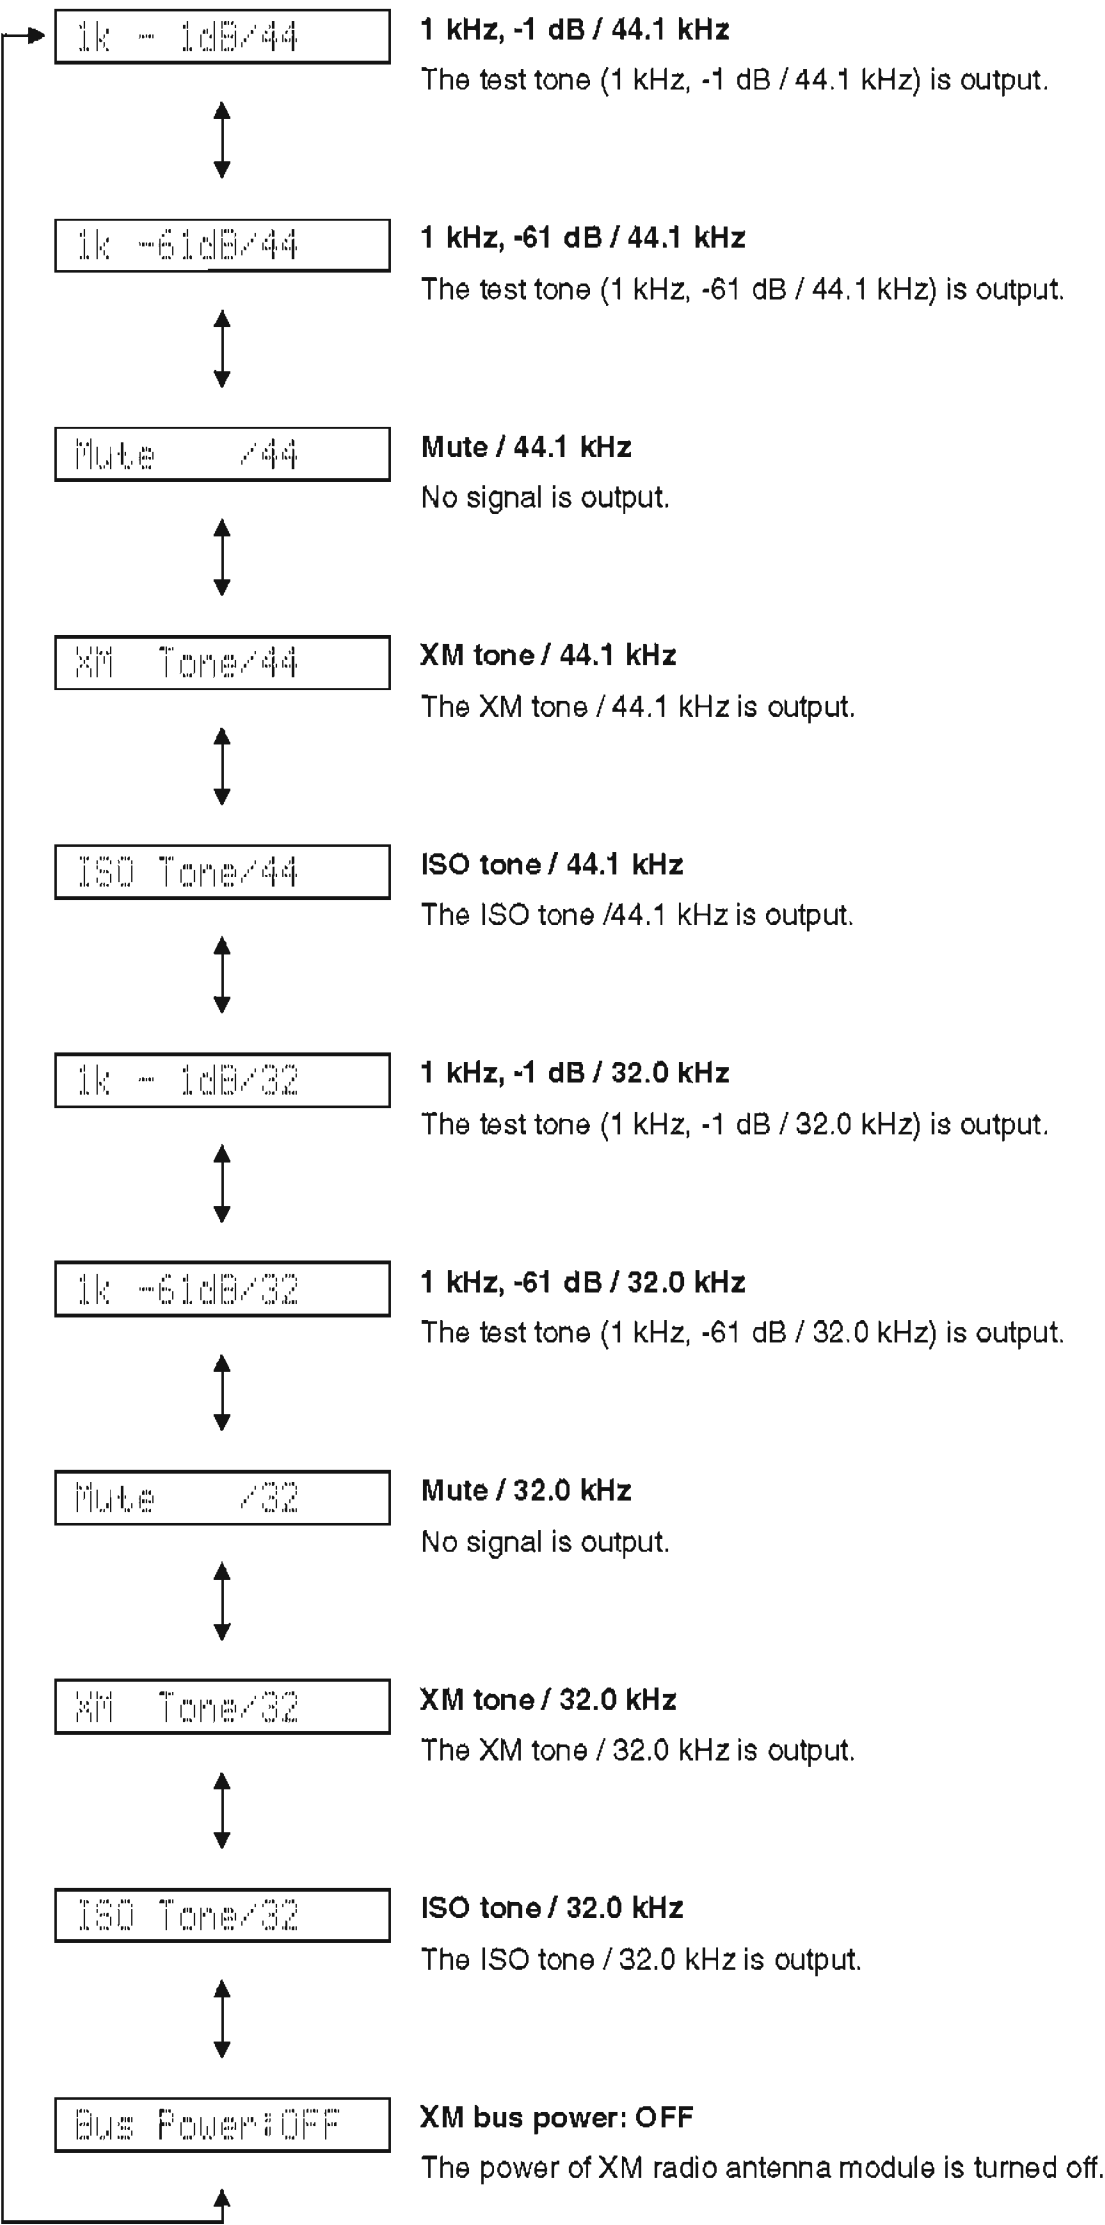 1k - 1dB/44
1 kHz, -1 dB / 44.1 kHz
The test tone (1 kHz, -1 dB / 44.1 kHz) is output.
1k -61dB/44
1 kHz, -61 dB / 44.1 kHz
The test tone (1 kHz, -61 dB / 44.1 kHz) is output.
Mute /44
Mute / 44.1 kHz
No signal is output.
XM Tone/44
XM tone / 44.1 kHz
The XM tone / 44.1 kHz is output.
ISO Tone/44
ISO tone / 44.1 kHz
The ISO tone /44.1 kHz is output.
1k - 1dB/32
1 kHz, -1 dB / 32.0 kHz
The test tone (1 kHz, -1 dB / 32.0 kHz) is output.
1k -61dB/32
1 kHz, -61 dB / 32.0 kHz
The test tone (1 kHz, -61 dB / 32.0 kHz) is output.
Mute /32
Mute / 32.0 kHz
No signal is output.
XM Tone/32
XM tone / 32.0 kHz
The XM tone / 32.0 kHz is output.
ISO Tone/32
ISO tone / 32.0 kHz
The ISO tone / 32.0 kHz is output.
Bus Power:OFF
XM bus power: OFF
The power of XM radio antenna module is turned off.